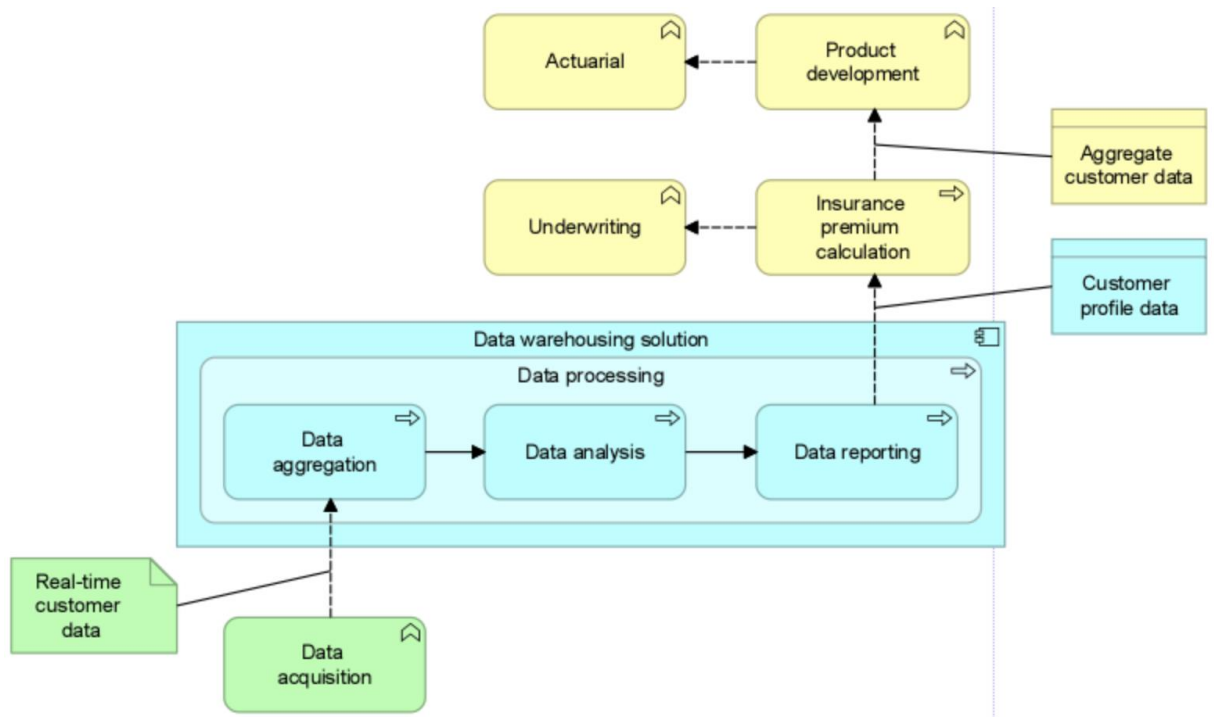 Actuarial
Product
development
Aggregate
customer data
Underwriting
Insurance
premium
calculation
Customer
profile data
Data warehousing solution
Data processing
Data
aggregation
Data analysis
Data reporting
Real-time
customer
data
Data
acquisition